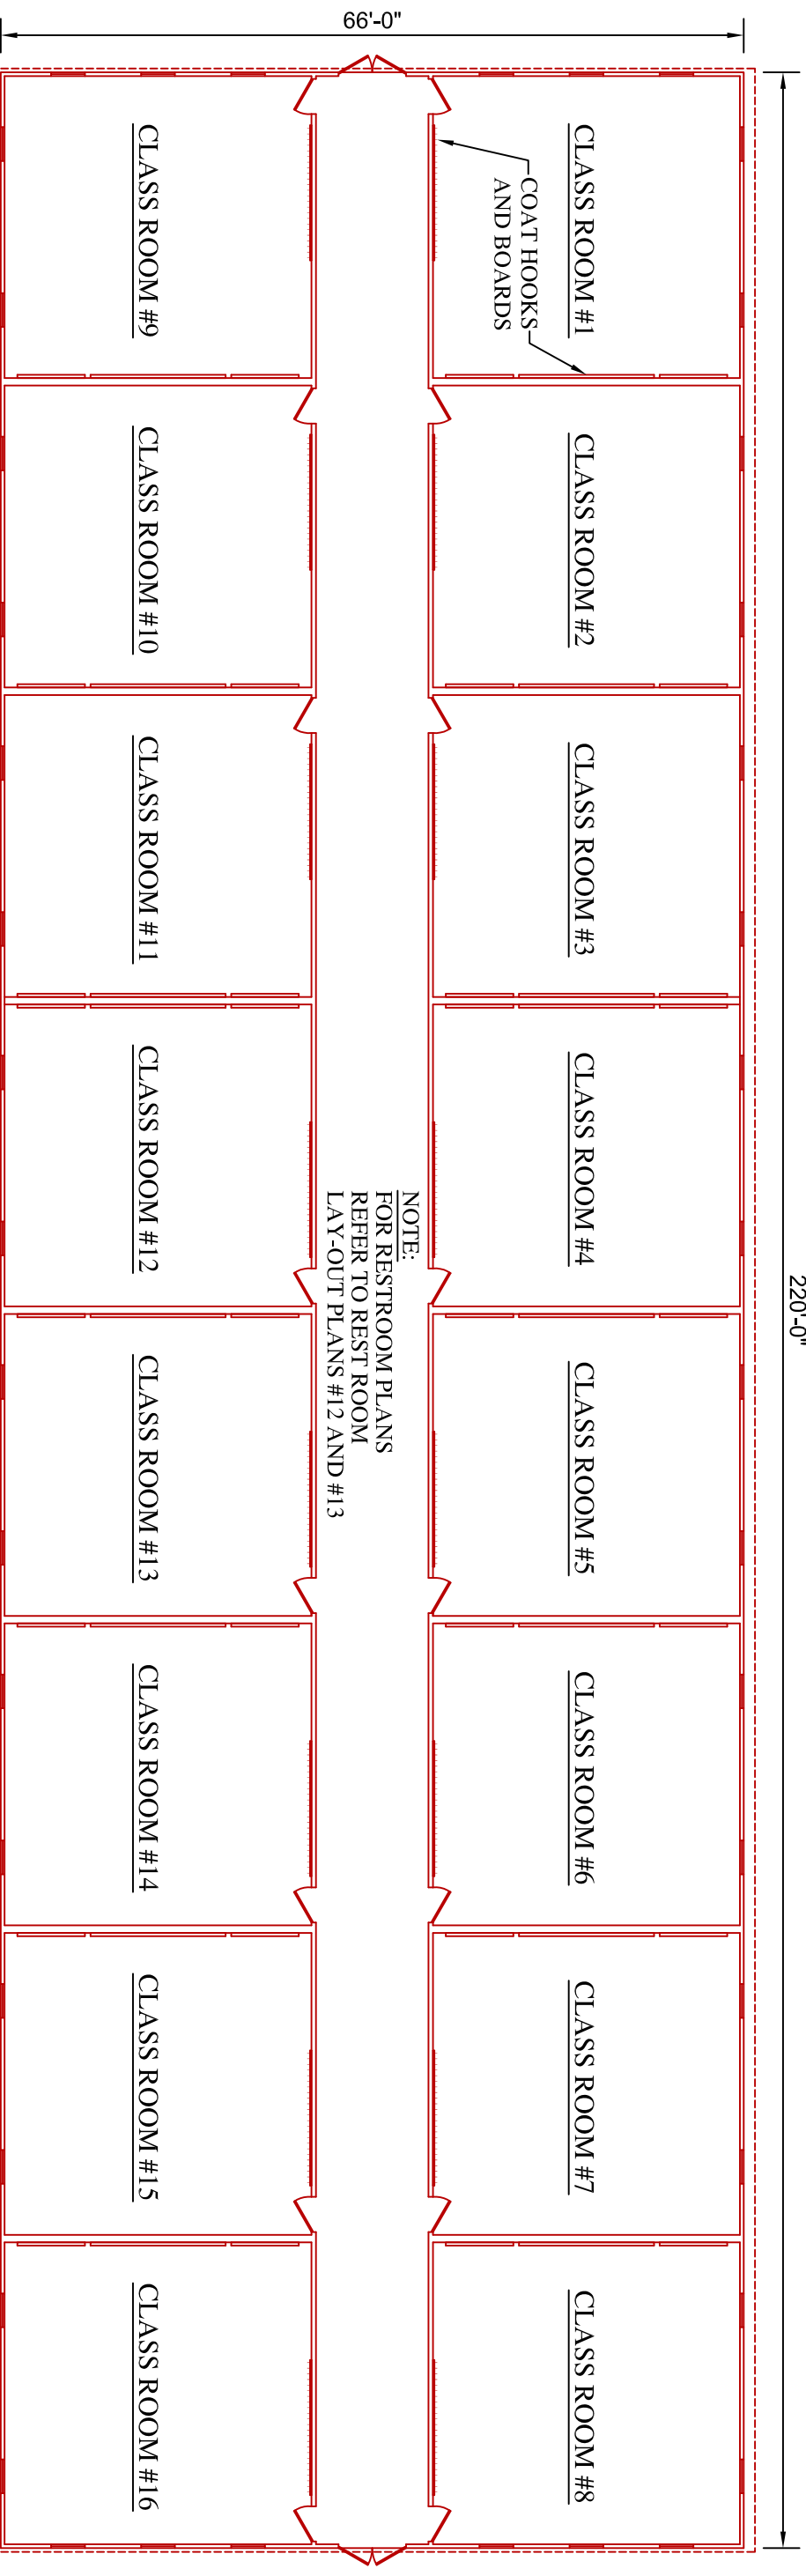 66'-0"
220'-0"
CLASS ROOM #1
CLASS ROOM #2
CLASS ROOM #3
CLASS ROOM #4
CLASS ROOM #5
CLASS ROOM #6
CLASS ROOM #7
CLASS ROOM #8
COAT HOOKS
AND BOARDS
NOTE:
FOR RESTROOM PLANS
REFER TO REST ROOM
LAY-OUT PLANS #12 AND #13
CLASS ROOM #9
CLASS ROOM #10
CLASS ROOM #11
CLASS ROOM #12
CLASS ROOM #13
CLASS ROOM #14
CLASS ROOM #15
CLASS ROOM #16